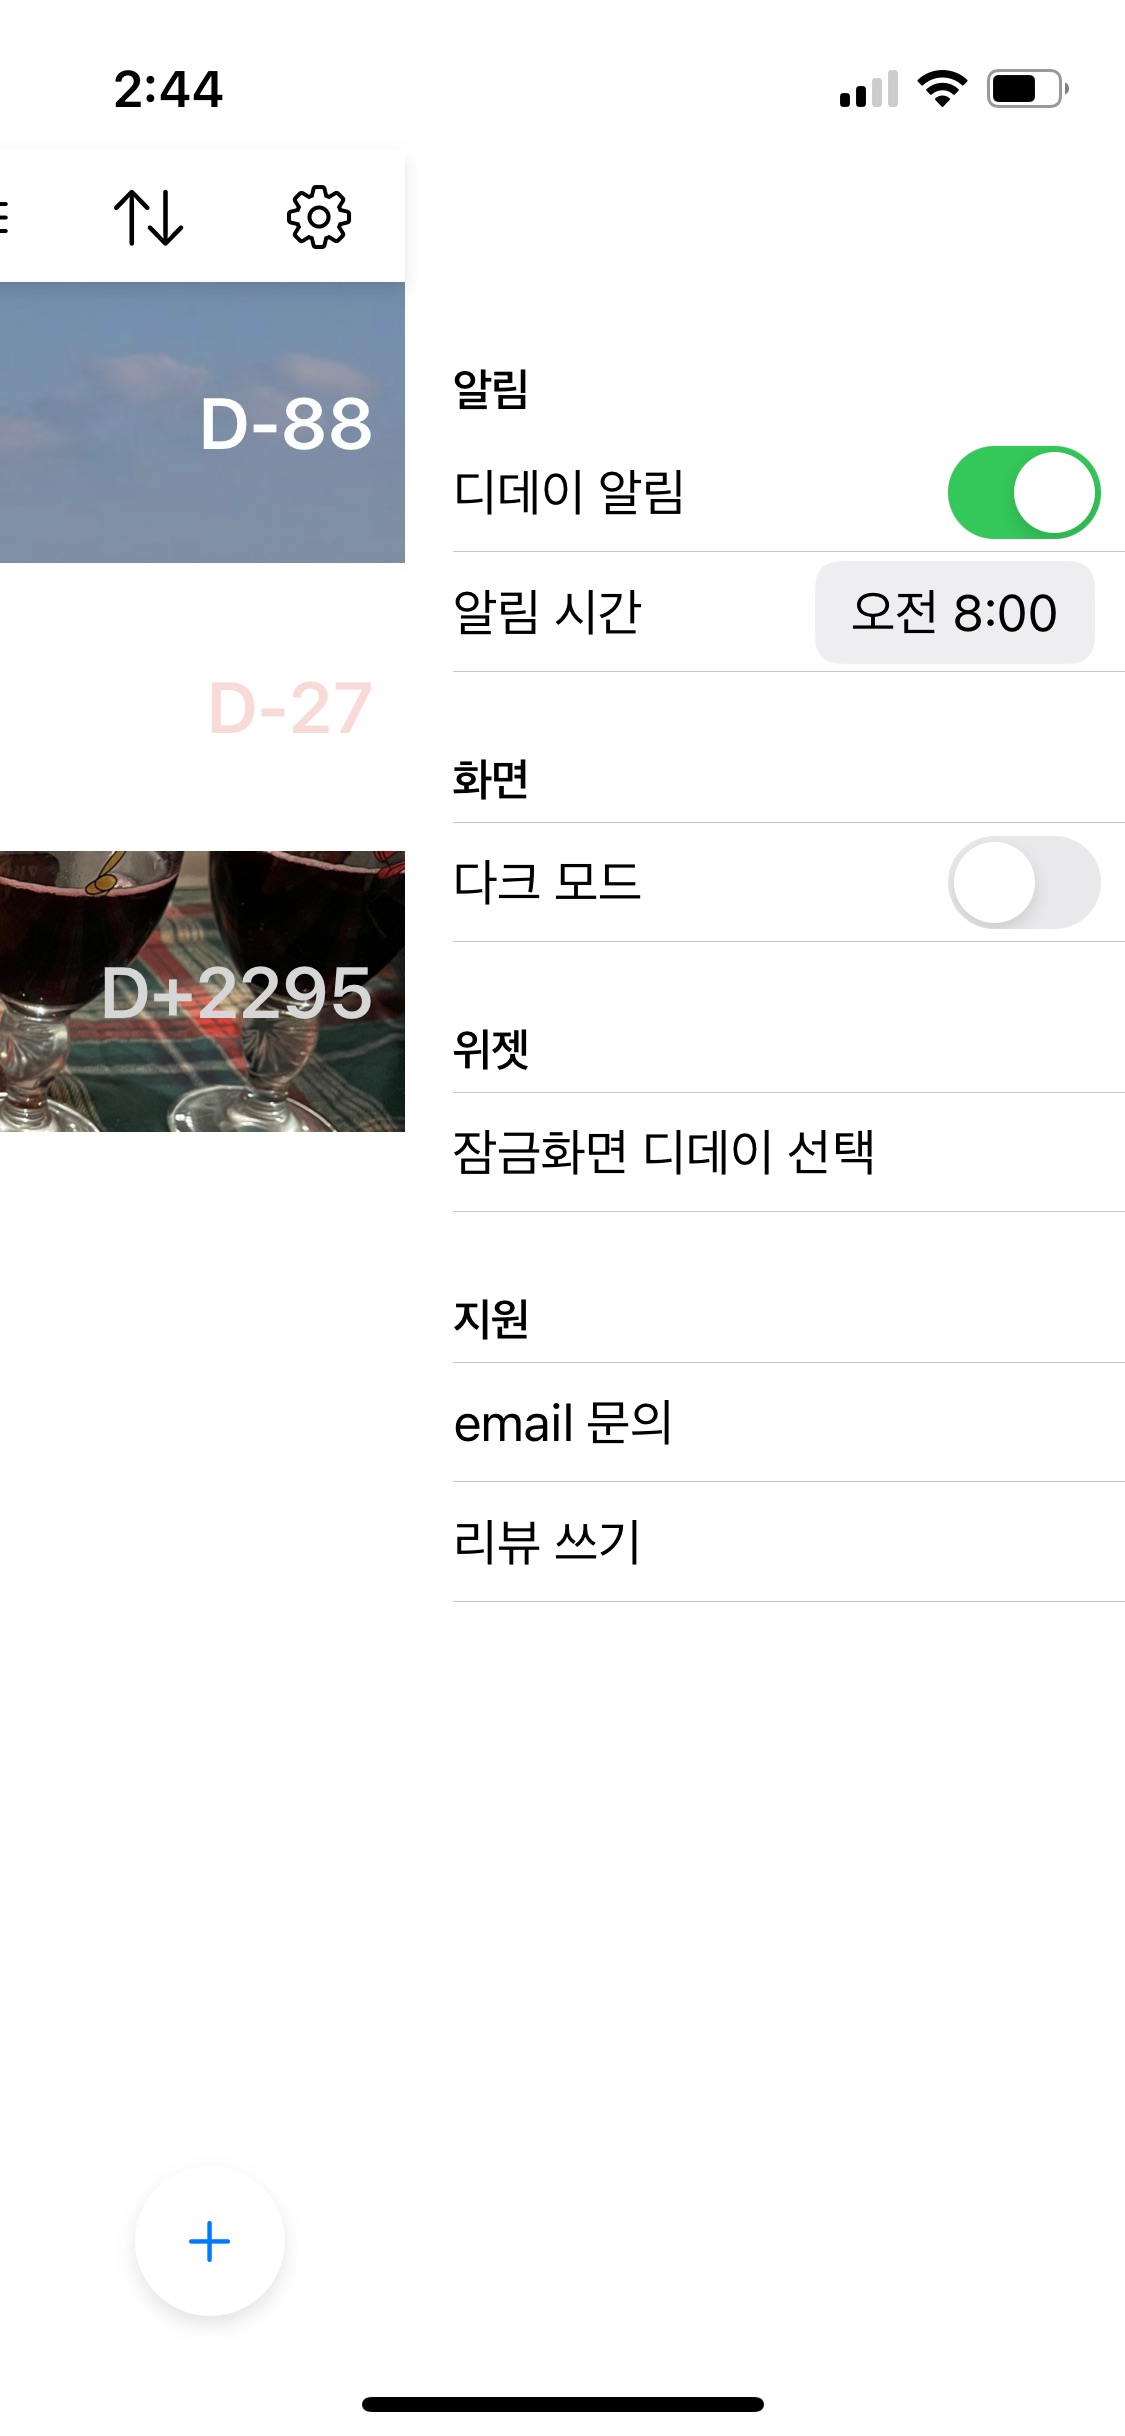 2:44
D-88
D-27
D+2295
알림
디데이 알림
알림 시간
오전 8:00
화면
다크 모드
위젯
잠금화면 디데이 선택
지원
email 문의
리뷰 쓰기